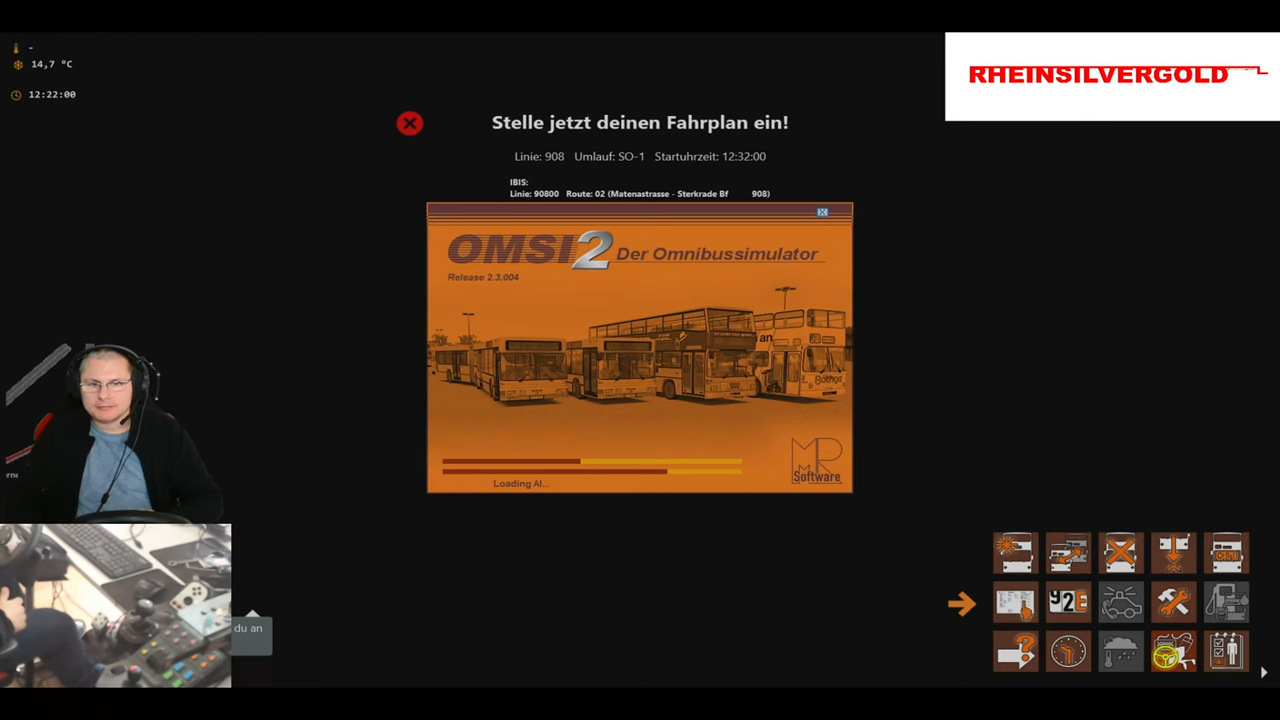 -
14,7 °C
12:22:00
RHEINSILVERGOLD
Stelle jetzt deinen Fahrplan ein!
Linie: 908 Umlauf: SO-1 Startuhrzeit: 12:32:00
IBIS:
Linie: 90800 Route: 02 (Matenastrasse - Sterkrade Bf 908)
OMSI 2 Der Omnibussimulator
Release 2.3.004
an
MR
Software
Loading AI...
du an
92E